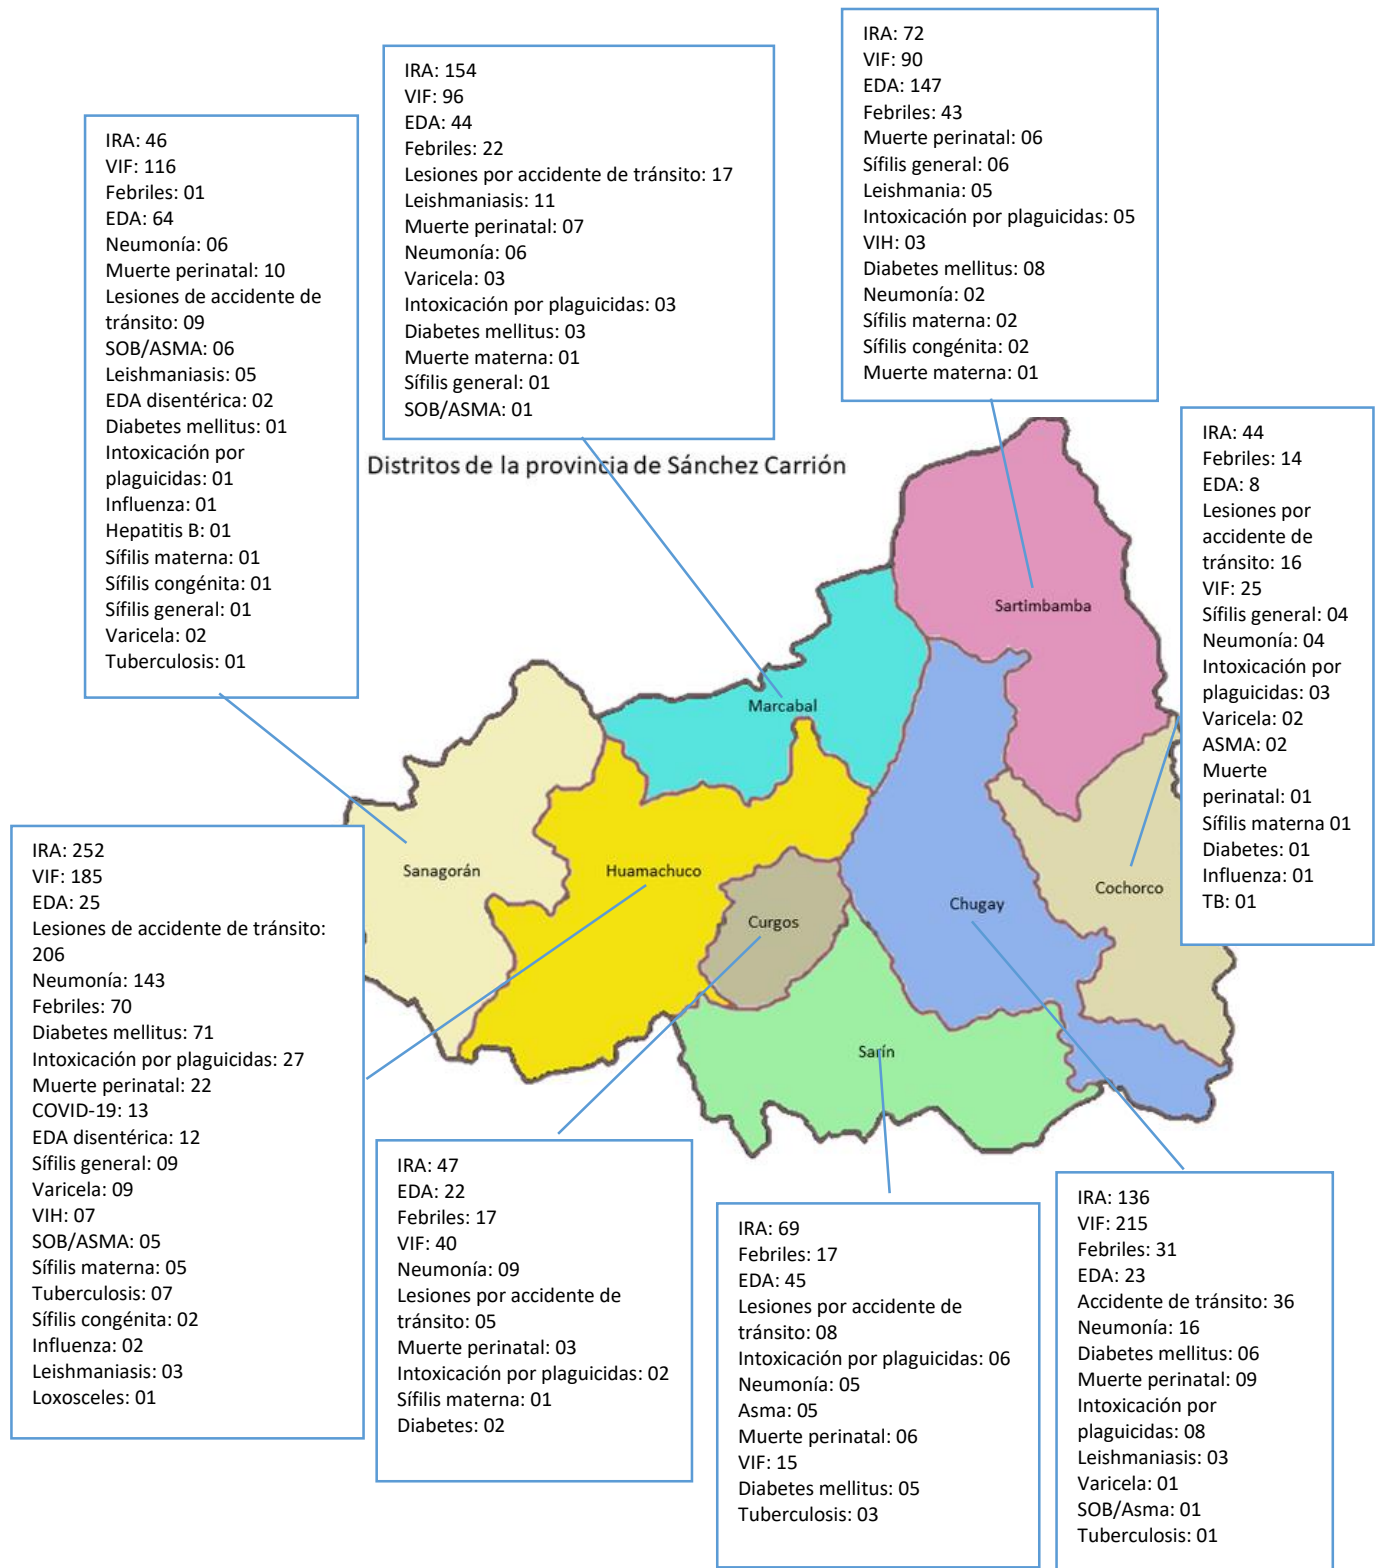 IRA: 46
VIF: 116
Febriles: 01
EDA: 64
Neumonía: 06
Muerte perinatal: 10
Lesiones de accidente de
tránsito: 09
SOB/ASMA: 06
Leishmaniasis: 05
EDA disentérica: 02
Diabetes mellitus: 01
Intoxicación por
plaguicidas: 01
Influenza: 01
Hepatitis B: 01
Sífilis materna: 01
Sífilis congénita: 01
Sífilis general: 01
Varicela: 02
Tuberculosis: 01
IRA: 154
VIF: 96
EDA: 44
Febriles: 22
Lesiones por accidente de tránsito: 17
Leishmaniasis: 11
Muerte perinatal: 07
Neumonía: 06
Varicela: 03
Intoxicación por plaguicidas: 03
Diabetes mellitus: 03
Muerte materna: 01
Sífilis general: 01
SOB/ASMA: 01
IRA: 72
VIF: 90
EDA: 147
Febriles: 43
Muerte perinatal: 06
Sífilis general: 06
Leishmania: 05
Intoxicación por plaguicidas: 05
VIH: 03
Diabetes mellitus: 08
Neumonía: 02
Sífilis materna: 02
Sífilis congénita: 02
Muerte materna: 01
IRA: 44
Febriles: 14
EDA: 8
Lesiones por
accidente de
tránsito: 16
VIF: 25
Sífilis general: 04
Neumonía: 04
Intoxicación por
plaguicidas: 03
Varicela: 02
ASMA: 02
Muerte
perinatal: 01
Sífilis materna 01
Diabetes: 01
Influenza: 01
TB: 01
Distritos de la provincia de Sánchez Carrión
Sartimbamba
Marcabal
Sanagorán
Huamachuco
Curgos
Chugay
Cochorco
Sarín
IRA: 252
VIF: 185
EDA: 25
Lesiones de accidente de tránsito:
206
Neumonía: 143
Febriles: 70
Diabetes mellitus: 71
Intoxicación por plaguicidas: 27
Muerte perinatal: 22
COVID-19: 13
EDA disentérica: 12
Sífilis general: 09
Varicela: 09
VIH: 07
SOB/ASMA: 05
Sífilis materna: 05
Tuberculosis: 07
Sífilis congénita: 02
Influenza: 02
Leishmaniasis: 03
Loxosceles: 01
IRA: 47
EDA: 22
Febriles: 17
VIF: 40
Neumonía: 09
Lesiones por accidente de
tránsito: 05
Muerte perinatal: 03
Intoxicación por plaguicidas: 02
Sífilis materna: 01
Diabetes: 02
IRA: 69
Febriles: 17
EDA: 45
Lesiones por accidente de
tránsito: 08
Intoxicación por plaguicidas: 06
Neumonía: 05
Asma: 05
Muerte perinatal: 06
VIF: 15
Diabetes mellitus: 05
Tuberculosis: 03
IRA: 136
VIF: 215
Febriles: 31
EDA: 23
Accidente de tránsito: 36
Neumonía: 16
Diabetes mellitus: 06
Muerte perinatal: 09
Intoxicación por
plaguicidas: 08
Leishmaniasis: 03
Varicela: 01
SOB/Asma: 01
Tuberculosis: 01